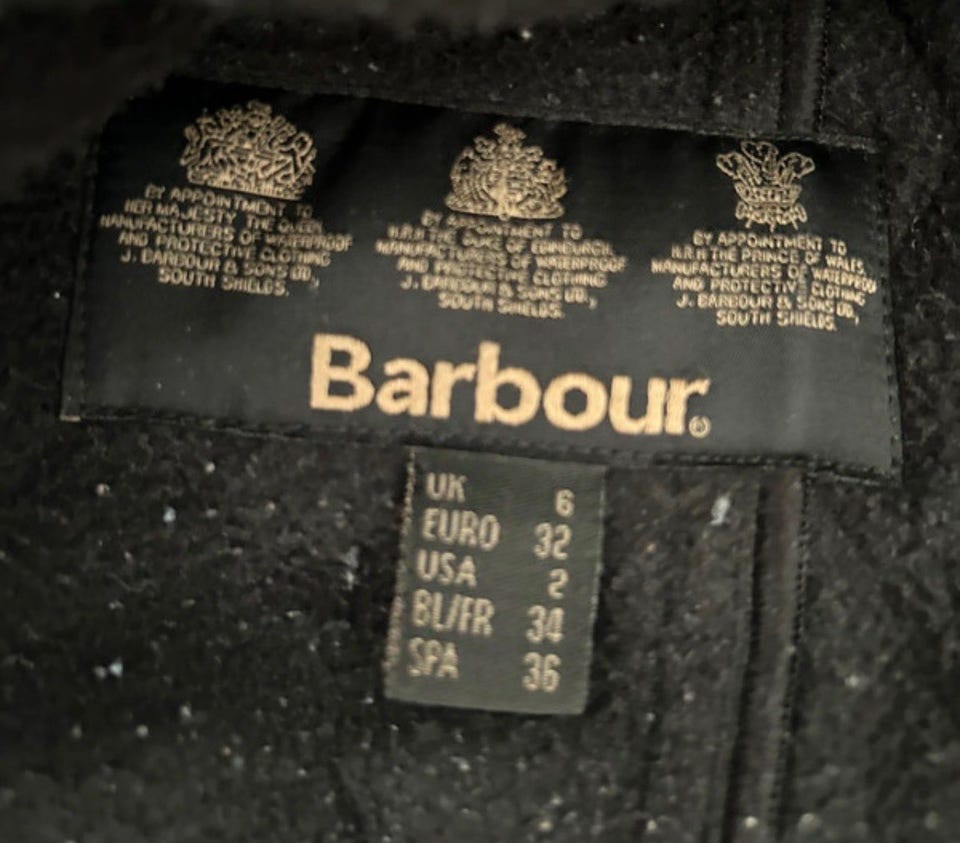 BY APPOINTMENT TO
HER MAJESTY THE QUEEN
MANUFACTURERS OF WATERPROOF
AND PROTECTIVE CLOTHING
J. BARBOUR & SONS LTD,
SOUTH SHIELDS.
BY APPOINTMENT TO
H.R.H. THE DUKE OF EDINBURGH,
MANUFACTURERS OF WATERPROOF
AND PROTECTIVE CLOTHING
J. BARBOUR & SONS LTD,
SOUTH SHIELDS.
BY APPOINTMENT TO
H.R.H THE PRINCE OF WALES,
MANUFACTURERS OF WATERPROOF
AND PROTECTIVE CLOTHING
J. BARBOUR & SONS LTD,
SOUTH SHIELDS.
Barbour®
UK 6
EURO 32
USA 2
BL/FR 34
SPA 36